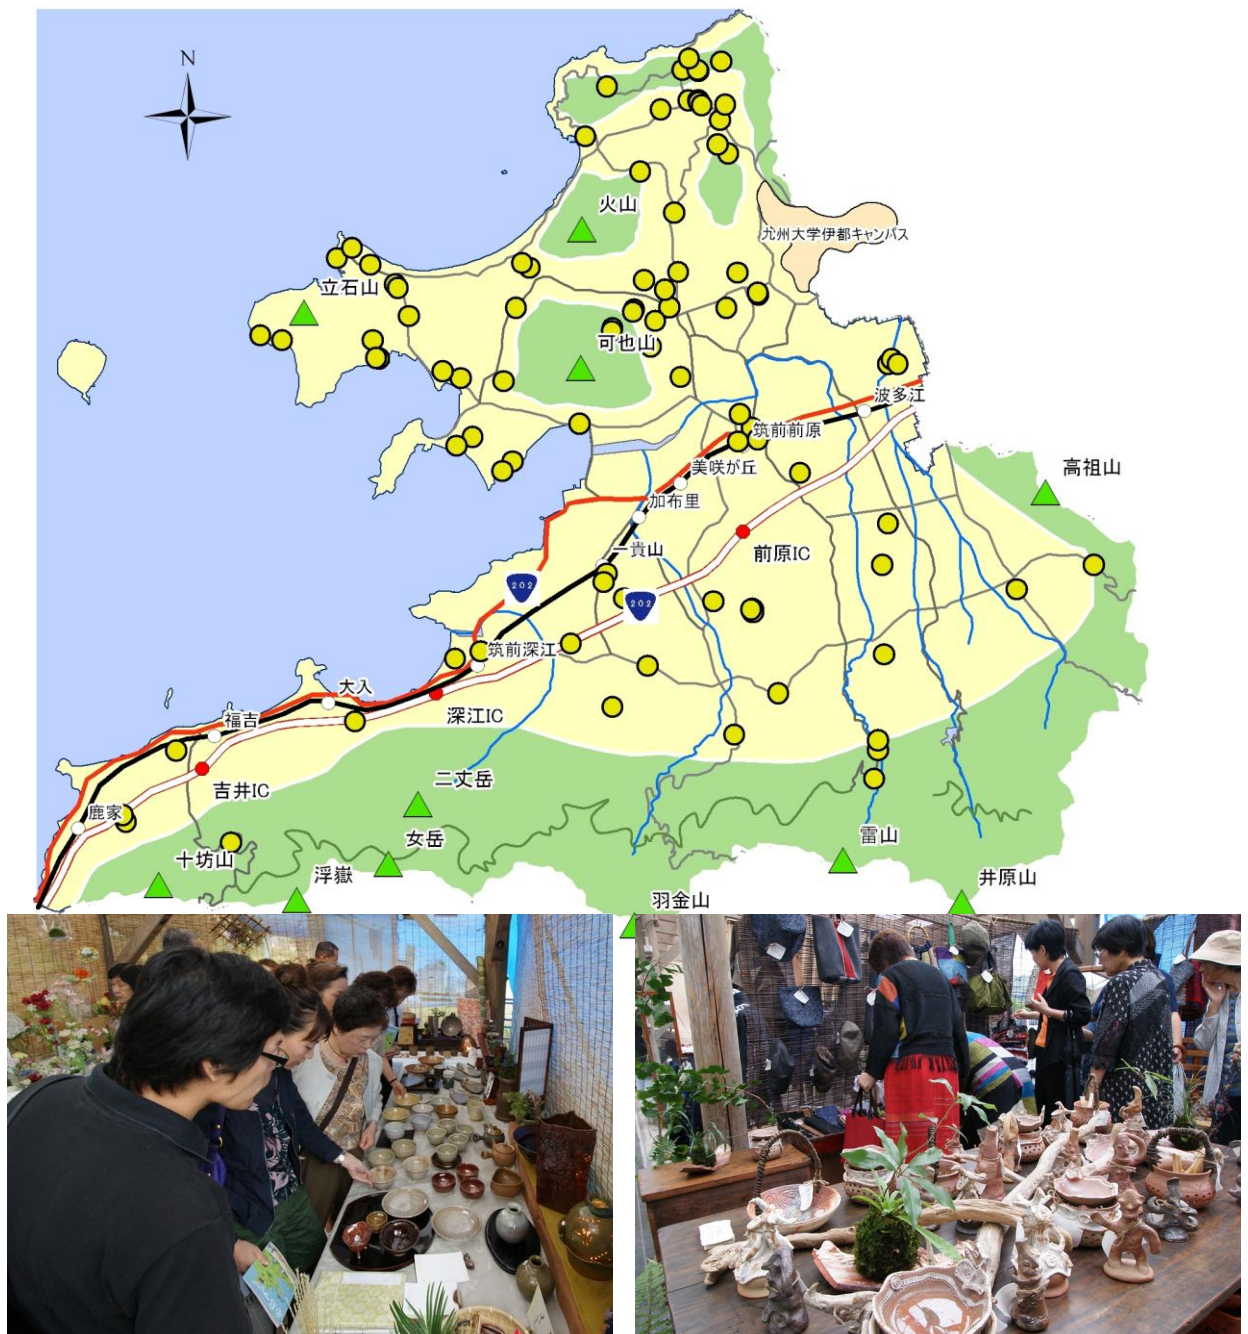 N
火山
九州大学伊都キャンパス
立石山
可也山
波多江
筑前前原
美咲が丘
高祖山
加布里
一貴山
前原IC
202
202
筑前深江
大入
深江IC
福吉
吉井IC
二丈岳
鹿家
女岳
雷山
十坊山
浮嶽
井原山
羽金山